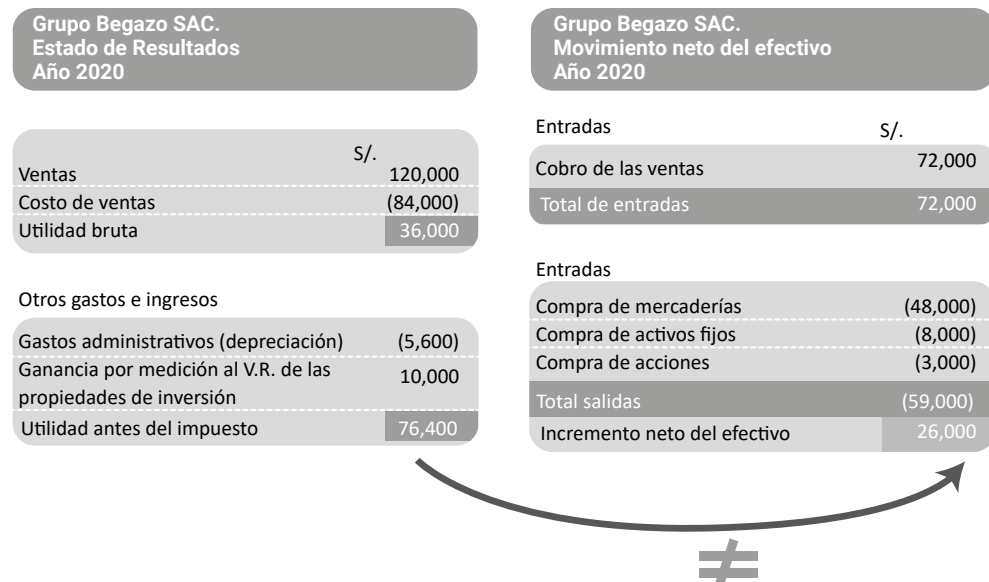 Grupo Begazo SAC.
Estado de Resultados
Año 2020
S/.
Ventas 120,000
Costo de ventas (84,000)
Utilidad bruta 36,000
Otros gastos e ingresos
Gastos administrativos (depreciación) (5,600)
Ganancia por medición al V.R. de las 10,000
propiedades de inversión
Utilidad antes del impuesto 76,400
Grupo Begazo SAC.
Movimiento neto del efectivo
Año 2020
Entradas S/.
Cobro de las ventas 72,000
Total de entradas 72,000
Entradas
Compra de mercaderías (48,000)
Compra de activos fijos (8,000)
Compra de acciones (3,000)
Total salidas (59,000)
Incremento neto del efectivo 26,000
≠